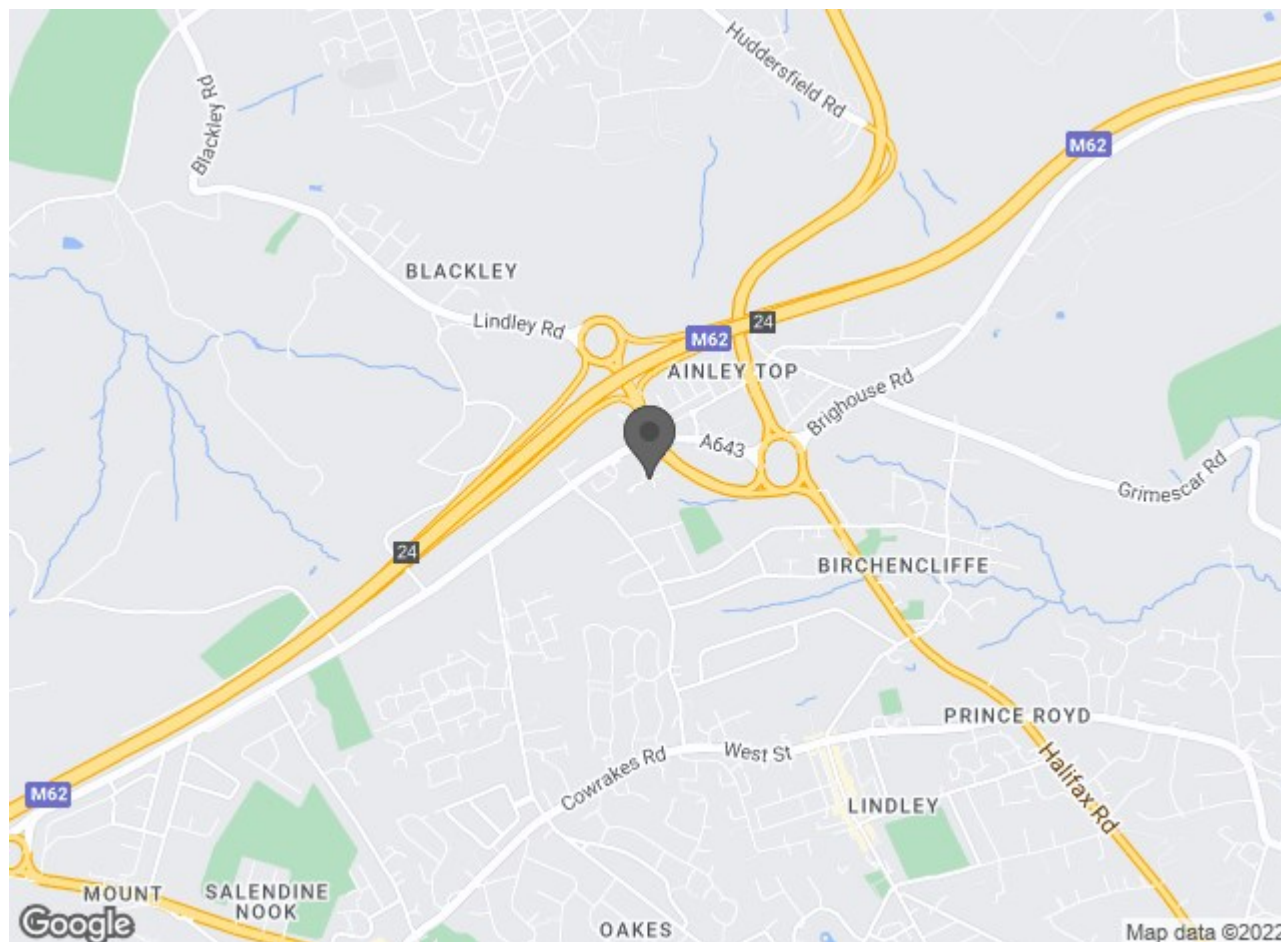 Huddersfield Rd
Blackley Rd
M62
BLACKLEY
Lindley Rd
24
M62
AINLEY TOP
Brighouse Rd
A643
Grimescar Rd
24
BIRCHENCLIFFE
PRINCE ROYD
West St
Cowrakes Rd
Halifax Rd
M62
LINDLEY
MOUNT
SALENDINE
NOOK
OAKES
Google
Map data ©2022